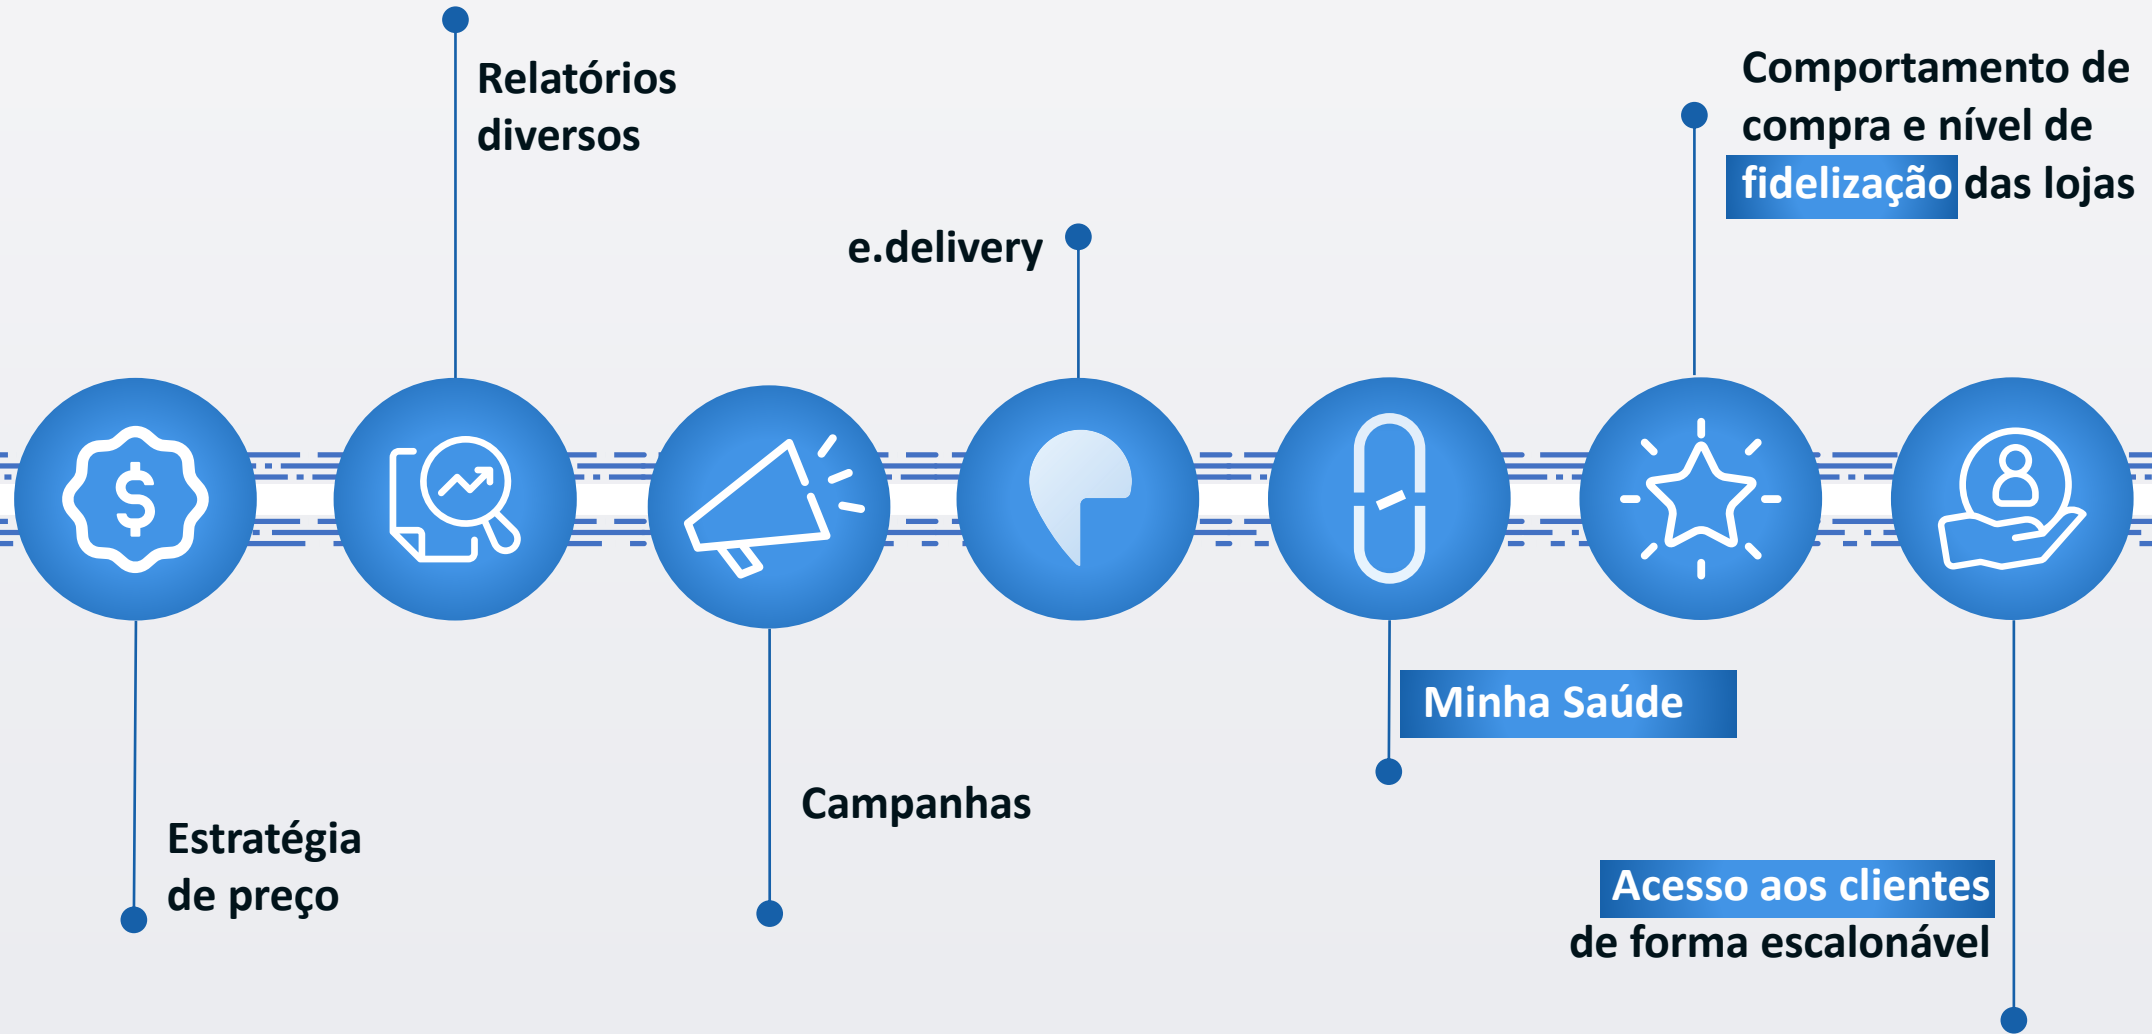 Relatórios
diversos
Comportamento de
compra e nível de
fidelização das lojas
e.delivery
$
Minha Saúde
Campanhas
Estratégia
de preço
Acesso aos clientes
de forma escalonável